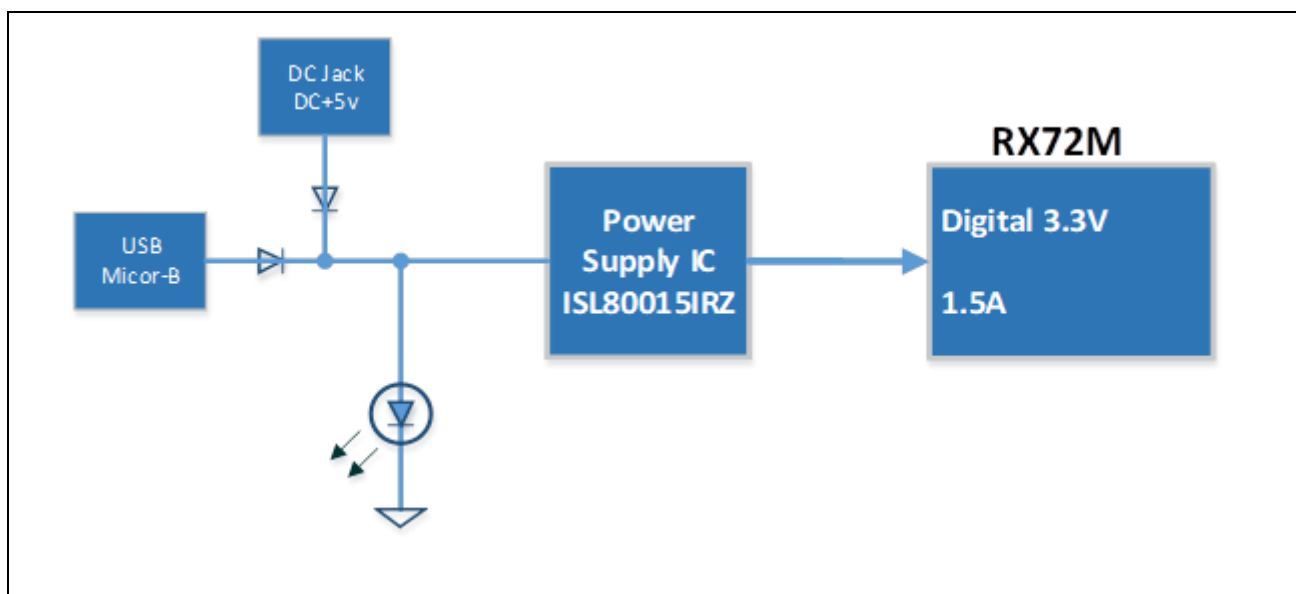 DC Jack
DC+5v
RX72M
USB
Micor-B
Power
Supply IC
ISL80015IRZ
Digital 3.3V
1.5A